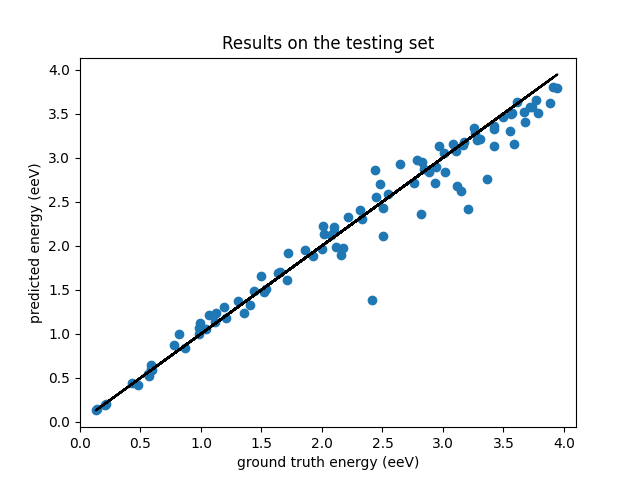 Results on the testing set
4.0
3.5
3.0
2.5
2.0
1.5
1.0
0.5
0.0
predicted energy (eeV)
0.0 0.5 1.0 1.5 2.0 2.5 3.0 3.5 4.0
ground truth energy (eeV)